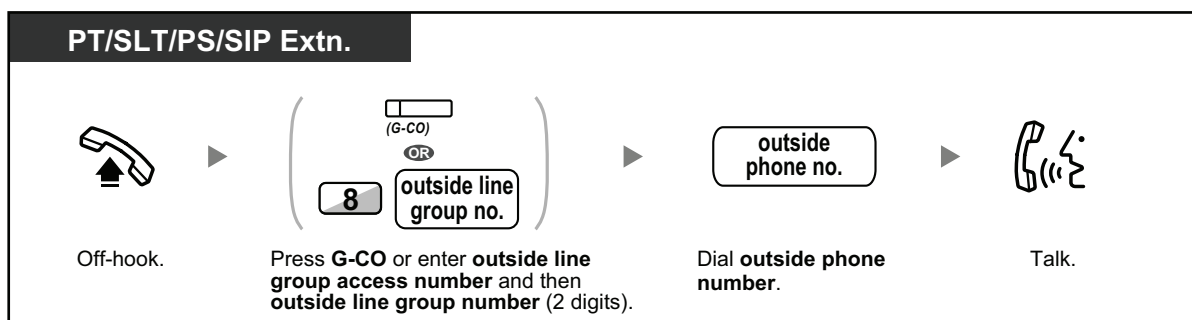 PT/SLT/PS/SIP Extn.
(G-CO)
OR
8
outside line
group no.
outside
phone no.
Off-hook.
Press G-CO or enter outside line
group access number and then
outside line group number (2 digits).
Dial outside phone
number.
Talk.